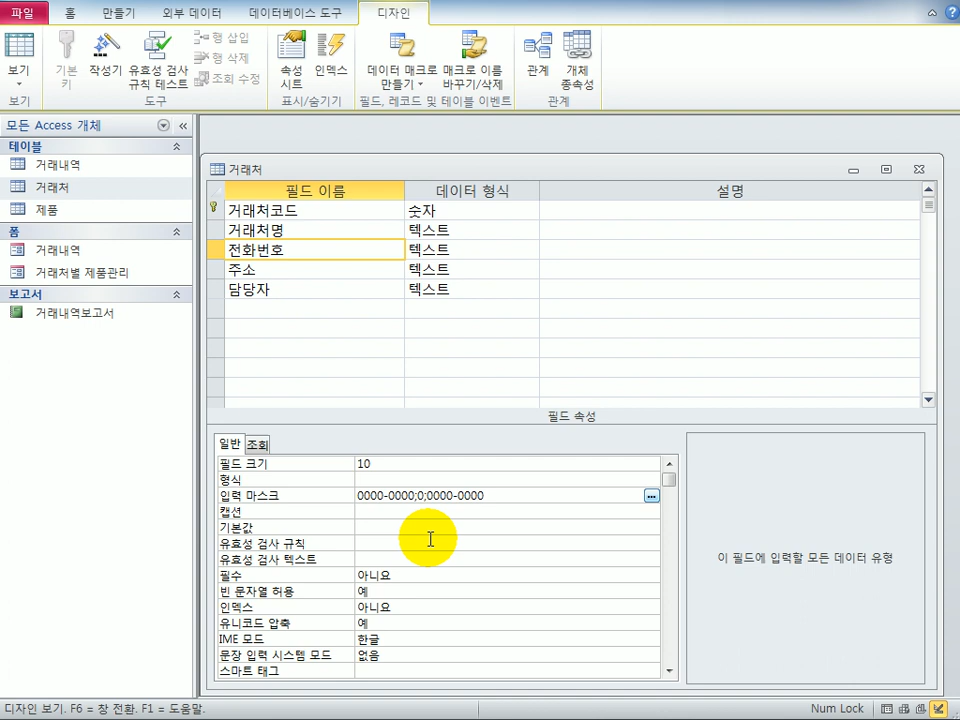 파일 홈 만들기 외부 데이터 데이터베이스 도구 디자인
보기
기본 키
작성기
유효성 검사 규칙 테스트
행 삽입
행 삭제
조회 수정
속성 시트
인덱스
데이터 매크로 만들기
매크로 이름 바꾸기/삭제
관계
개체 종속성
보기 도구 표시/숨기기 필드, 레코드 및 테이블 이벤트 관계
모든 Access 개체
테이블
거래내역
거래처
제품
폼
거래내역
거래처별 제품관리
보고서
거래내역보고서
거래처
필드 이름 데이터 형식 설명
거래처코드 숫자
거래처명 텍스트
전화번호 텍스트
주소 텍스트
담당자 텍스트
필드 속성
일반 조회
필드 크기 10
형식
입력 마스크 0000-0000;0;0000-0000
캡션
기본값
유효성 검사 규칙
유효성 검사 텍스트
필수 아니요
빈 문자열 허용 예
인덱스 아니요
유니코드 압축 예
IME 모드 한글
문장 입력 시스템 모드 없음
스마트 태그
이 필드에 입력할 모든 데이터 유형
디자인 보기. F6 = 창 전환. F1 = 도움말.
Num Lock